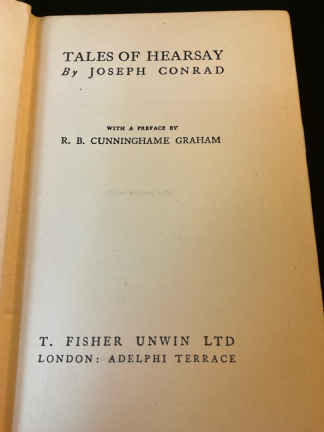 TALES OF HEARSAY
By JOSEPH CONRAD
WITH A PREFACE BY
R. B. CUNNINGHAME GRAHAM
T. FISHER UNWIN LTD
LONDON: ADELPHI TERRACE